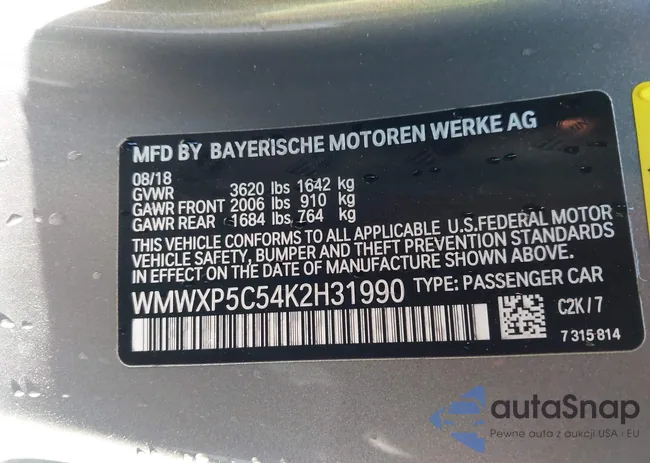 MFD BY BAYERISCHE MOTOREN WERKE AG
08/18
GVWR 3620 lbs 1642 kg
GAWR FRONT 2006 lbs 910 kg
GAWR REAR 1684 lbs 764 kg
THIS VEHICLE CONFORMS TO ALL APPLICABLE U.S.FEDERAL MOTOR
VEHICLE SAFETY, BUMPER AND THEFT PREVENTION STANDARDS
IN EFFECT ON THE DATE OF MANUFACTURE SHOWN ABOVE.
WMWXP5C54K2H31990 TYPE: PASSENGER CAR
C2K/7
7315814
autaSnap
Pewne auta z aukcji USA i EU